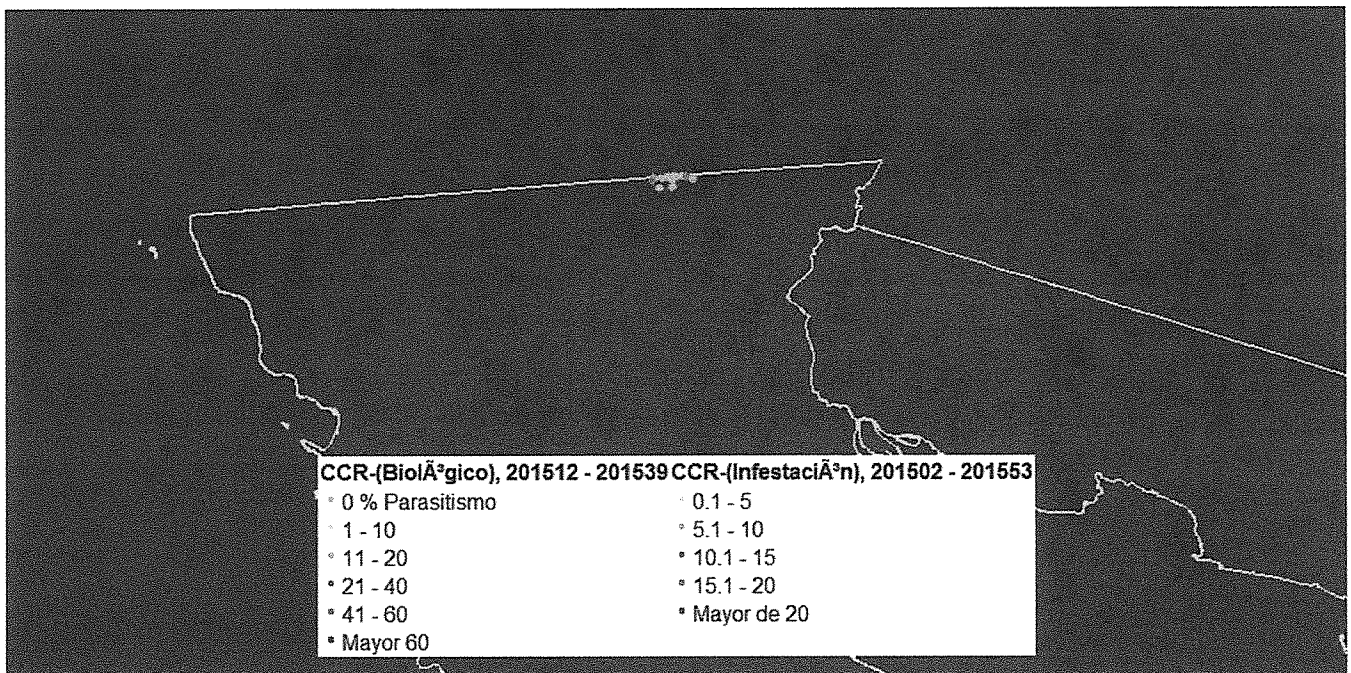 CCR-(BiolÃ³gico), 201512 - 201539
0 % Parasitismo
1 - 10
11 - 20
21 - 40
41 - 60
Mayor 60
CCR-(InfestaciÃ³n), 201502 - 201553
0.1 - 5
5.1 - 10
10.1 - 15
15.1 - 20
Mayor de 20